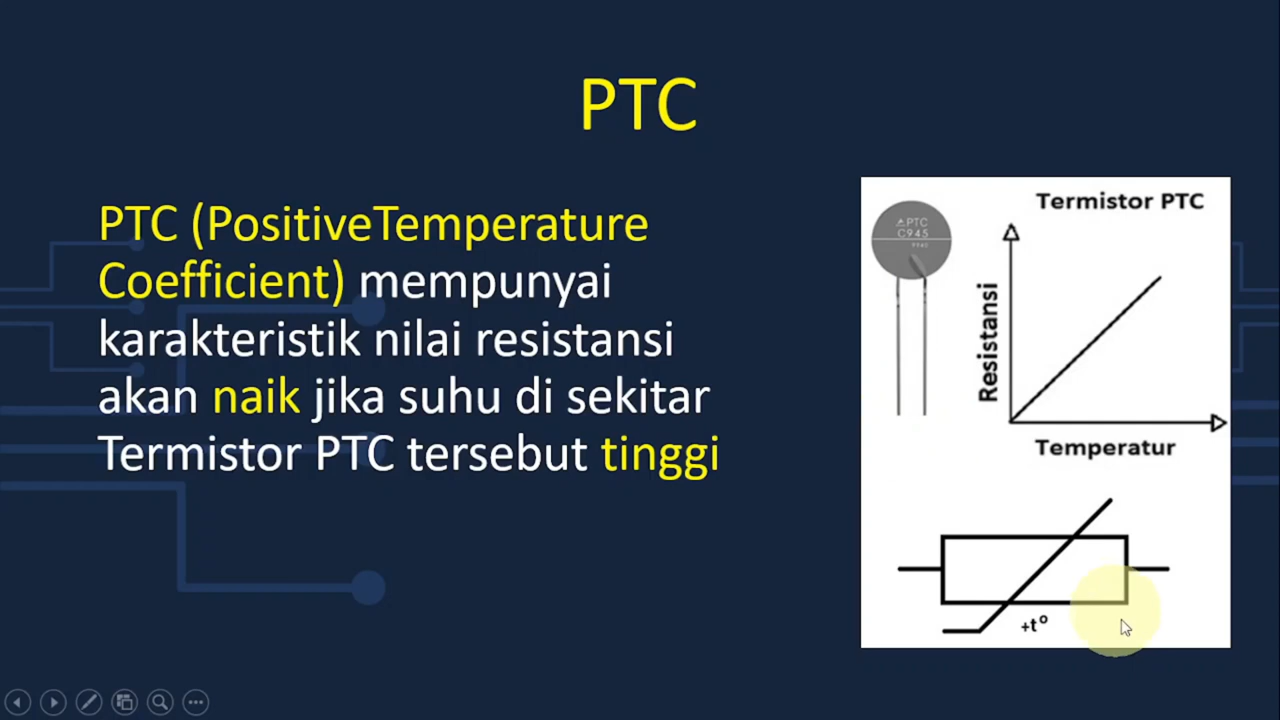 PTC
PTC (PositiveTemperature
Coefficient) mempunyai
karakteristik nilai resistansi
akan naik jika suhu di sekitar
Termistor PTC tersebut tinggi
Termistor PTC
PTC
C945
Resistansi
Temperatur
+t°